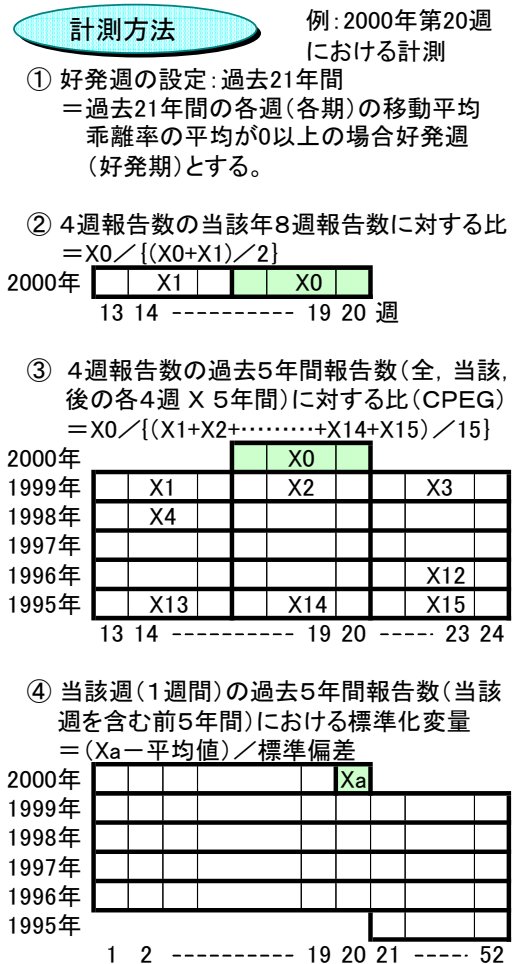 計測方法
例:2000年第20週
における計測
① 好発週の設定:過去21年間
＝過去21年間の各週(各期)の移動平均
乖離率の平均が0以上の場合好発週
(好発期)とする。
② ４週報告数の当該年８週報告数に対する比
＝X0／{(X0+X1)／2}
2000年 X1 X0
13 14 ---------- 19 20 週
③ ４週報告数の過去５年間報告数(全, 当該,
後の各４週 X ５年間)に対する比(CPEG)
＝X0／{(X1+X2+………+X14+X15)／15}
2000年 X0
1999年 X1 X2 X3
1998年 X4
1997年
1996年 X12
1995年 X13 X14 X15
13 14 ---------- 19 20 ----- 23 24
④ 当該週(１週間)の過去５年間報告数(当該
週を含む前５年間)における標準化変量
＝(Xa－平均値)／標準偏差
2000年 Xa
1999年
1998年
1997年
1996年
1995年
1 2 ---------- 19 20 21 ----- 52